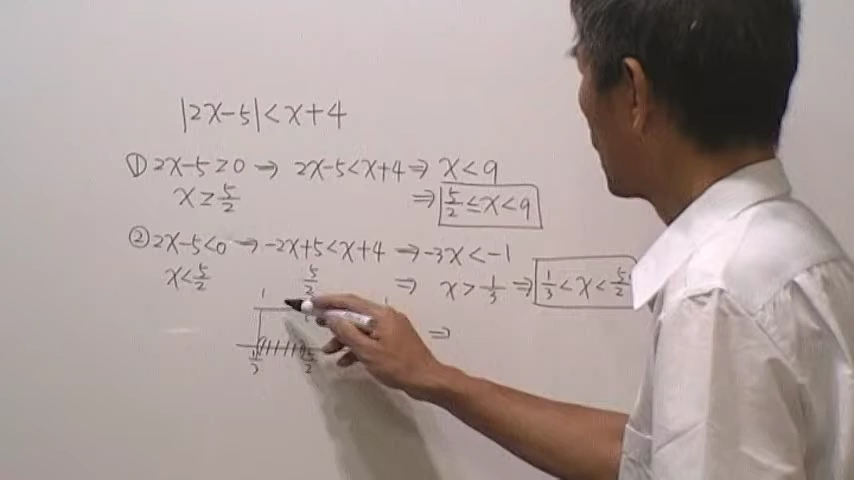 |2x-5|<x+4
① 2x-5≥0 → 2x-5<x+4 ⇒ x<9
x≥5/2 ⇒ 5/2≤x<9
② 2x-5<0 → -2x+5<x+4 → -3x<-1
x<5/2 ⇒ x>1/3 ⇒ 1/3<x<5/2
5/2
⇒
1/3 5/2